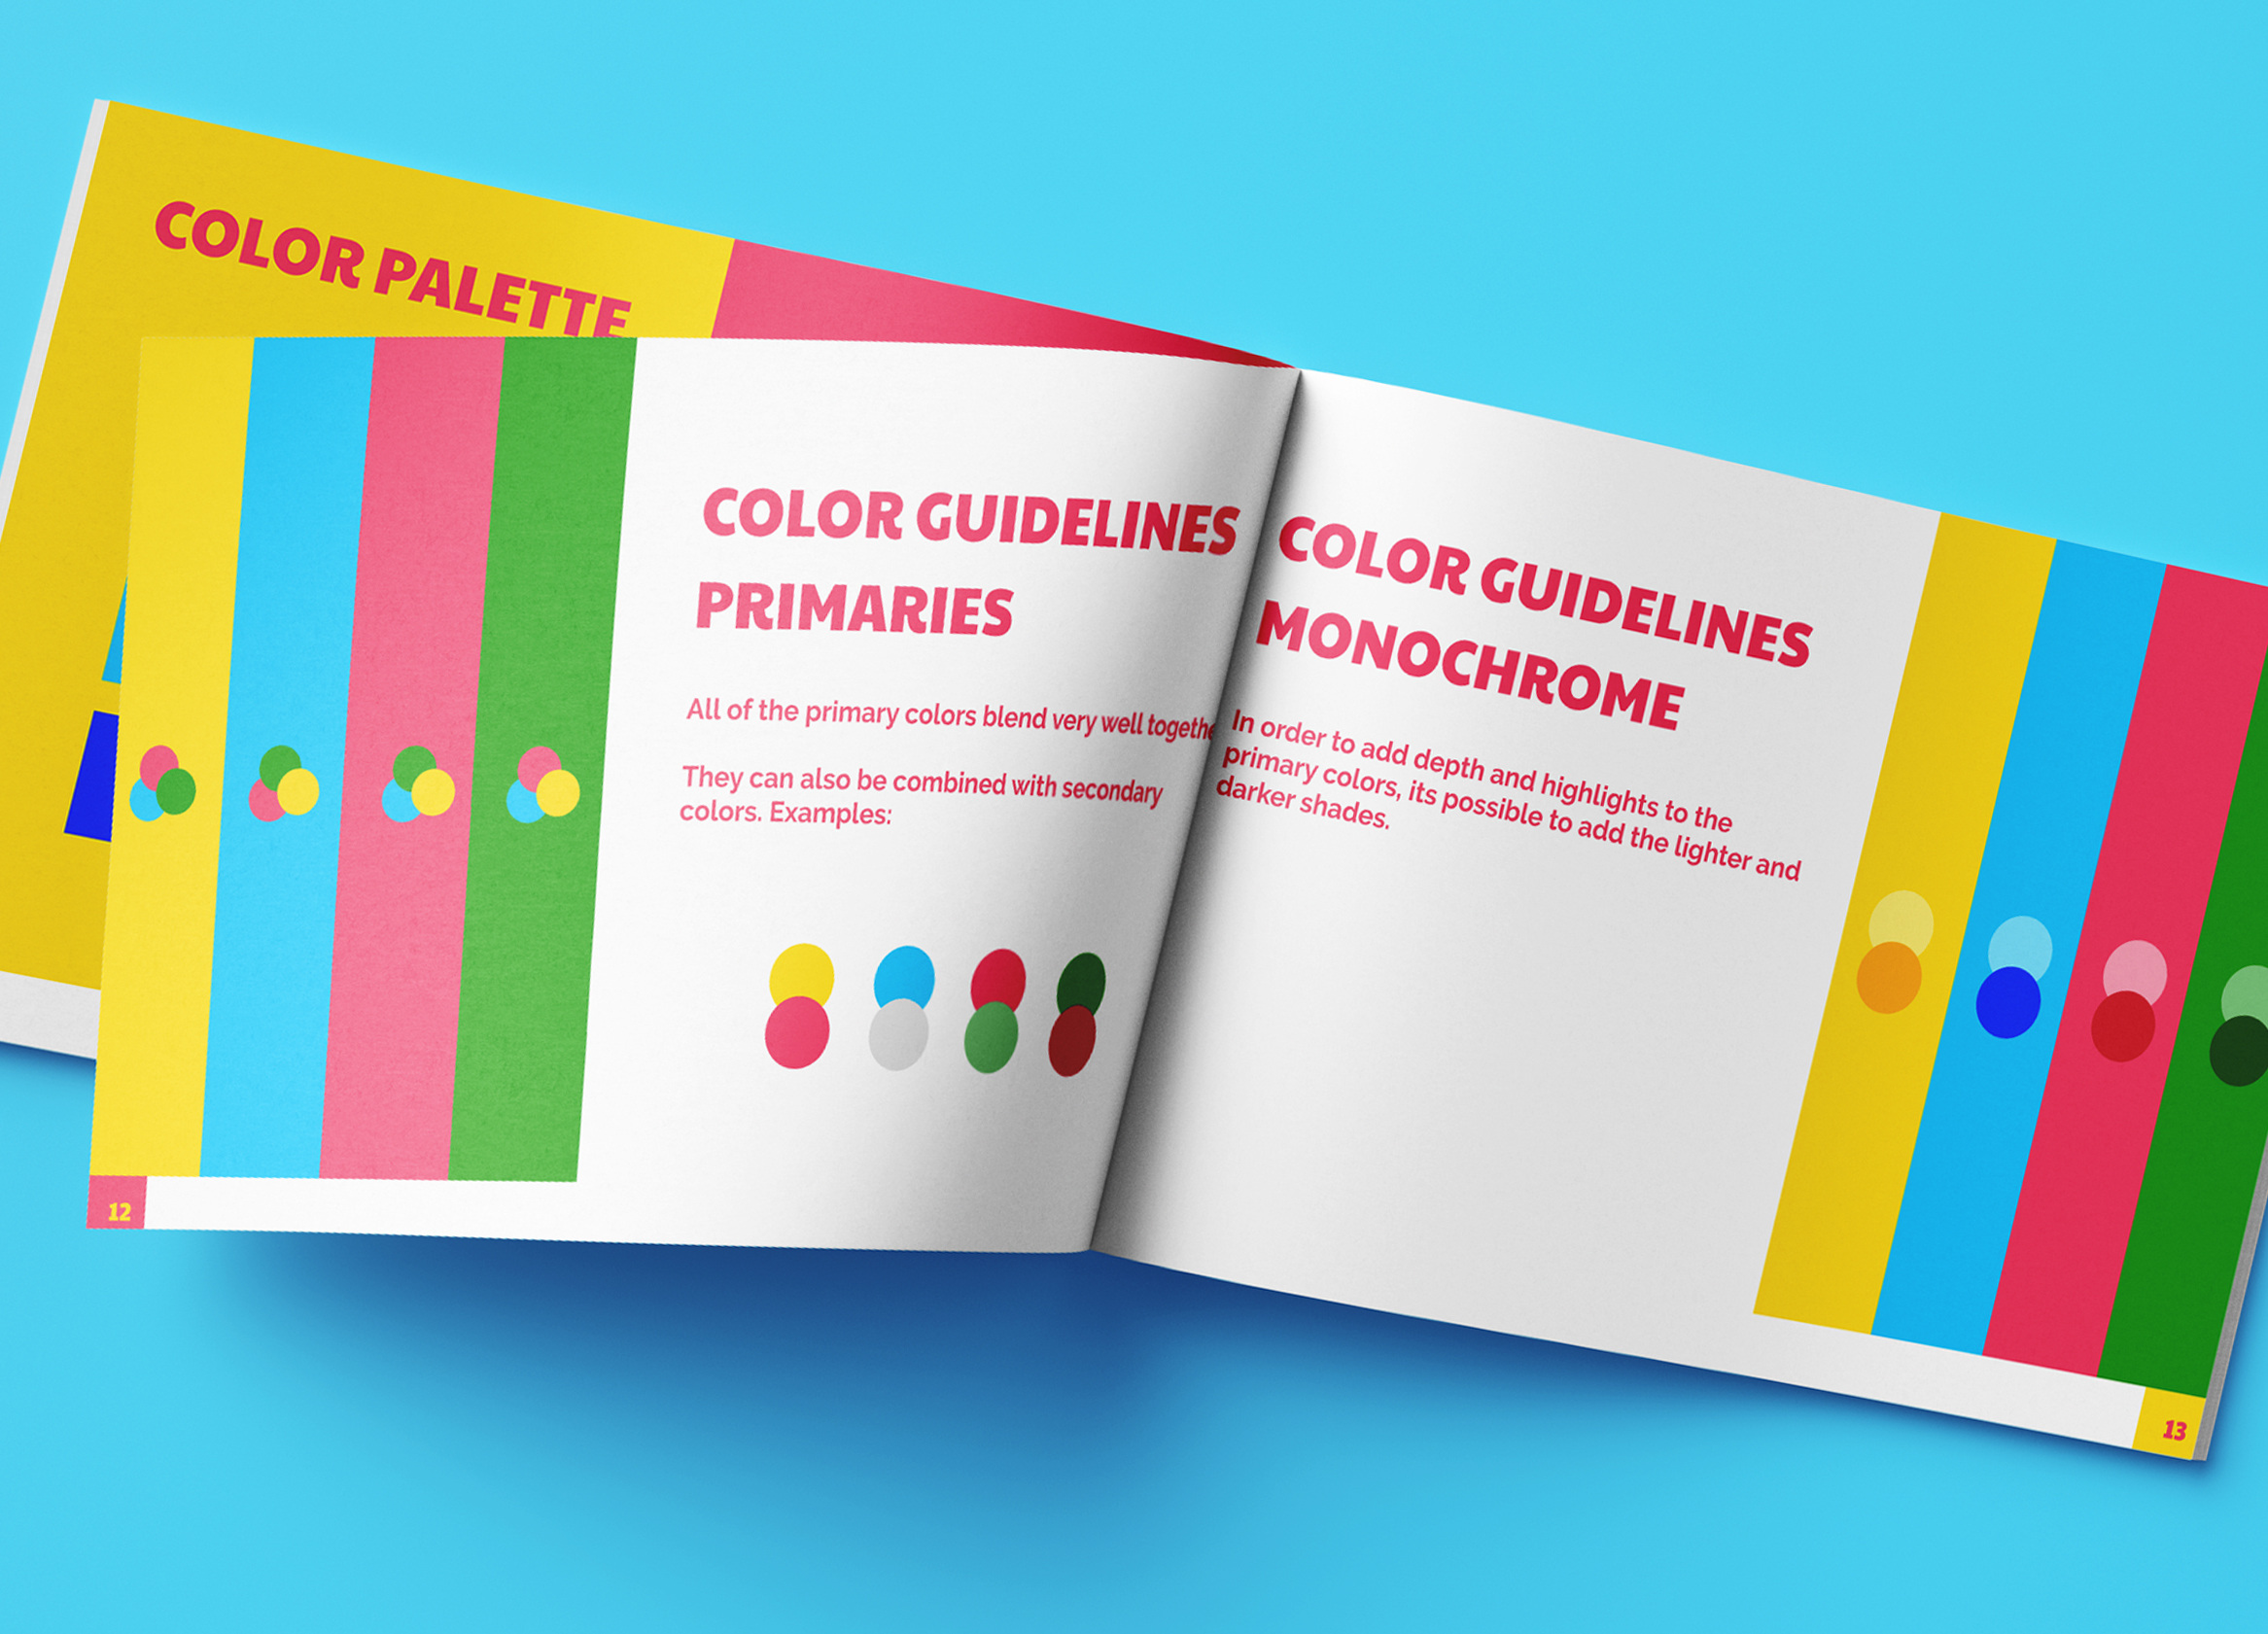 COLOR PALETTE
COLOR GUIDELINES
PRIMARIES
All of the primary colors blend very well togethe
They can also be combined with secondary
colors. Examples:
12
COLOR GUIDELINES
MONOCHROME
In order to add depth and highlights to the
primary colors, its possible to add the lighter and
darker shades.
13